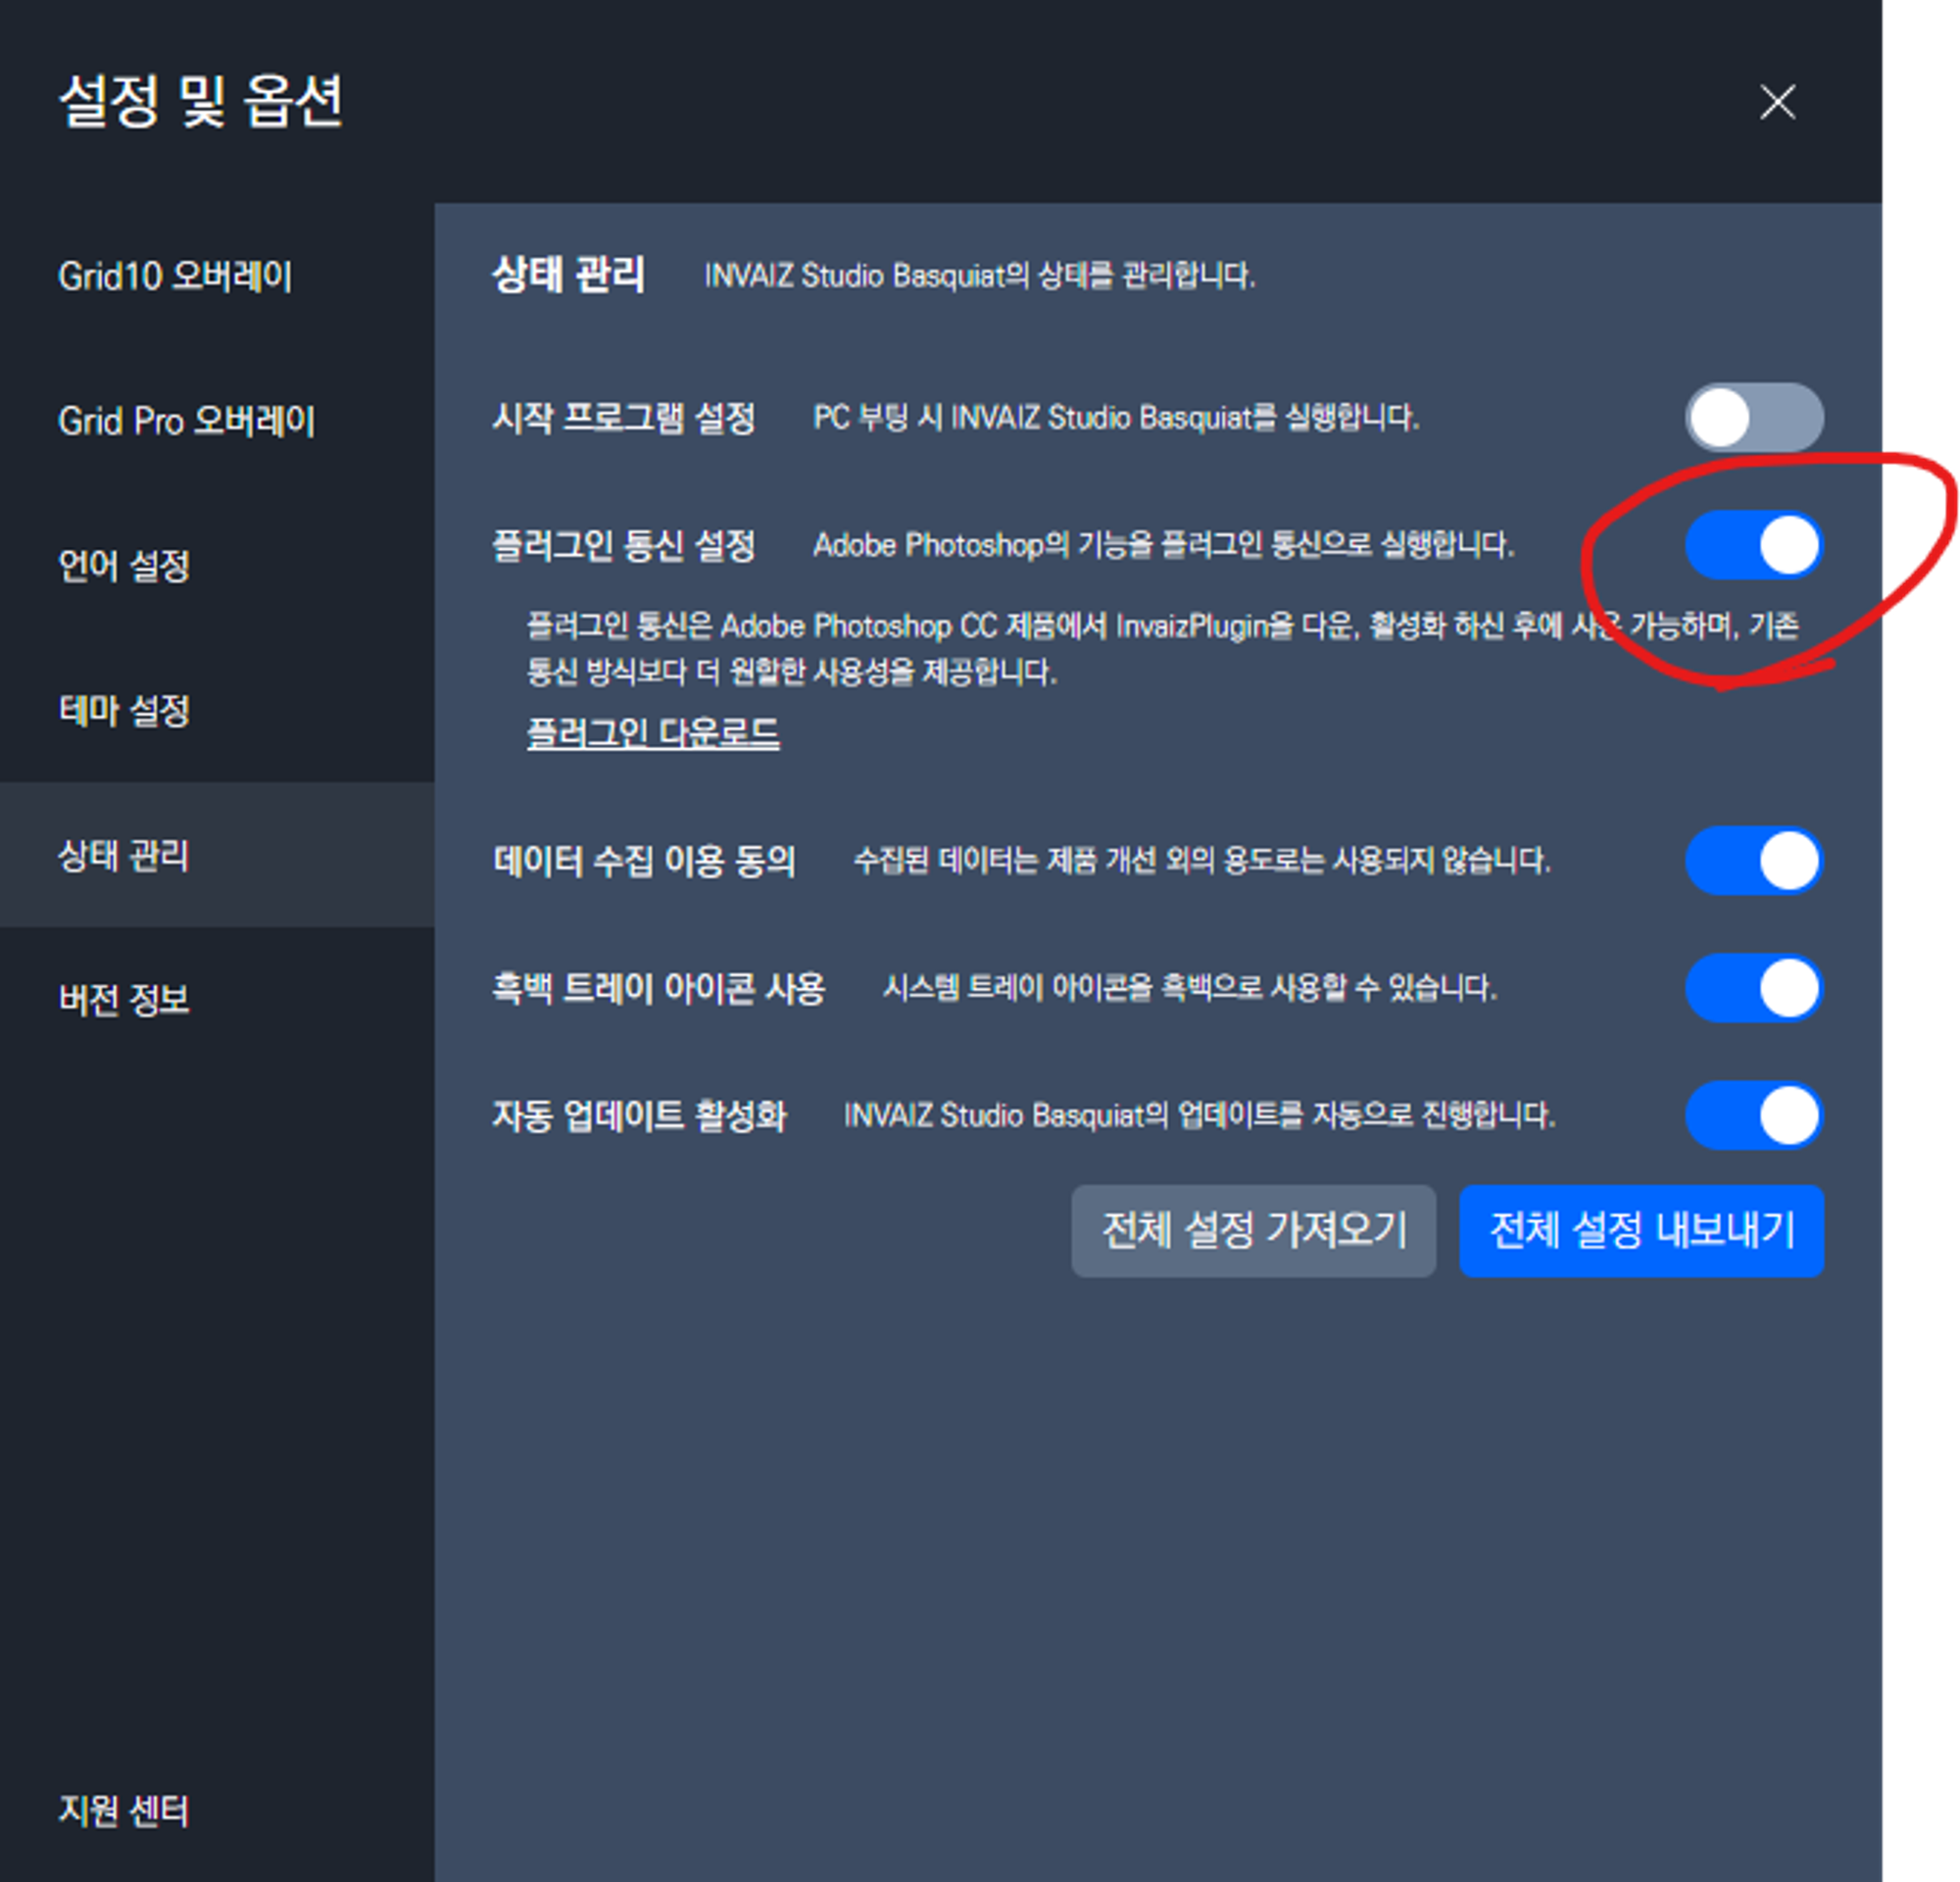 설정 및 옵션
Grid10 오버레이
Grid Pro 오버레이
언어 설정
테마 설정
상태 관리
버전 정보
지원 센터
상태 관리 INVAIZ Studio Basquiat의 상태를 관리합니다.
시작 프로그램 설정 PC 부팅 시 INVAIZ Studio Basquiat를 실행합니다.
플러그인 통신 설정 Adobe Photoshop의 기능을 플러그인 통신으로 실행합니다.
플러그인 통신은 Adobe Photoshop CC 제품에서 InvaizPlugin을 다운, 활성화 하신 후에 사용 가능하며, 기존
통신 방식보다 더 원할한 사용성을 제공합니다.
플러그인 다운로드
데이터 수집 이용 동의 수집된 데이터는 제품 개선 외의 용도로는 사용되지 않습니다.
흑백 트레이 아이콘 사용 시스템 트레이 아이콘을 흑백으로 사용할 수 있습니다.
자동 업데이트 활성화 INVAIZ Studio Basquiat의 업데이트를 자동으로 진행합니다.
전체 설정 가져오기 전체 설정 내보내기